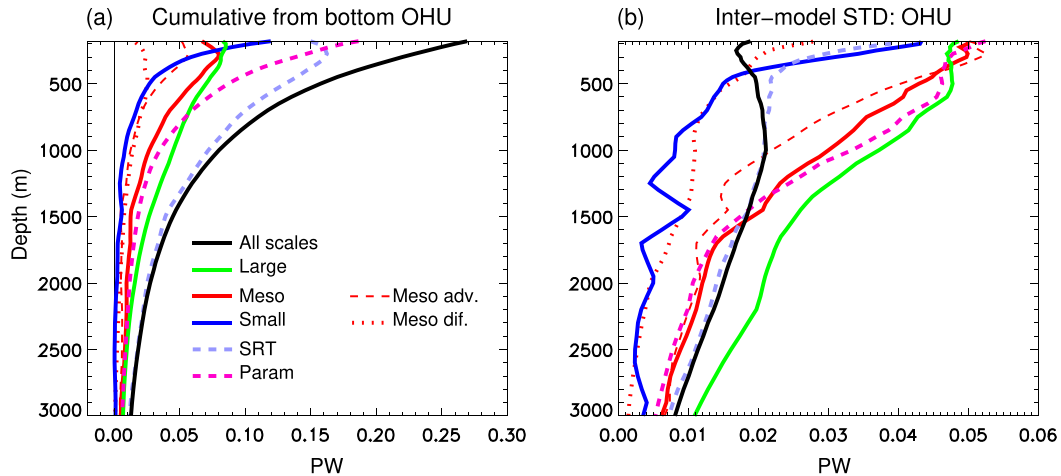 (a) Cumulative from bottom OHU
(b) Inter−model STD: OHU
Depth (m)
500
1000
1500
2000
2500
3000
0.00 0.05 0.10 0.15 0.20 0.25 0.30
PW
All scales
Large
Meso
Small
SRT
Param
Meso adv.
Meso dif.
500
1000
1500
2000
2500
3000
0.00 0.01 0.02 0.03 0.04 0.05 0.06
PW